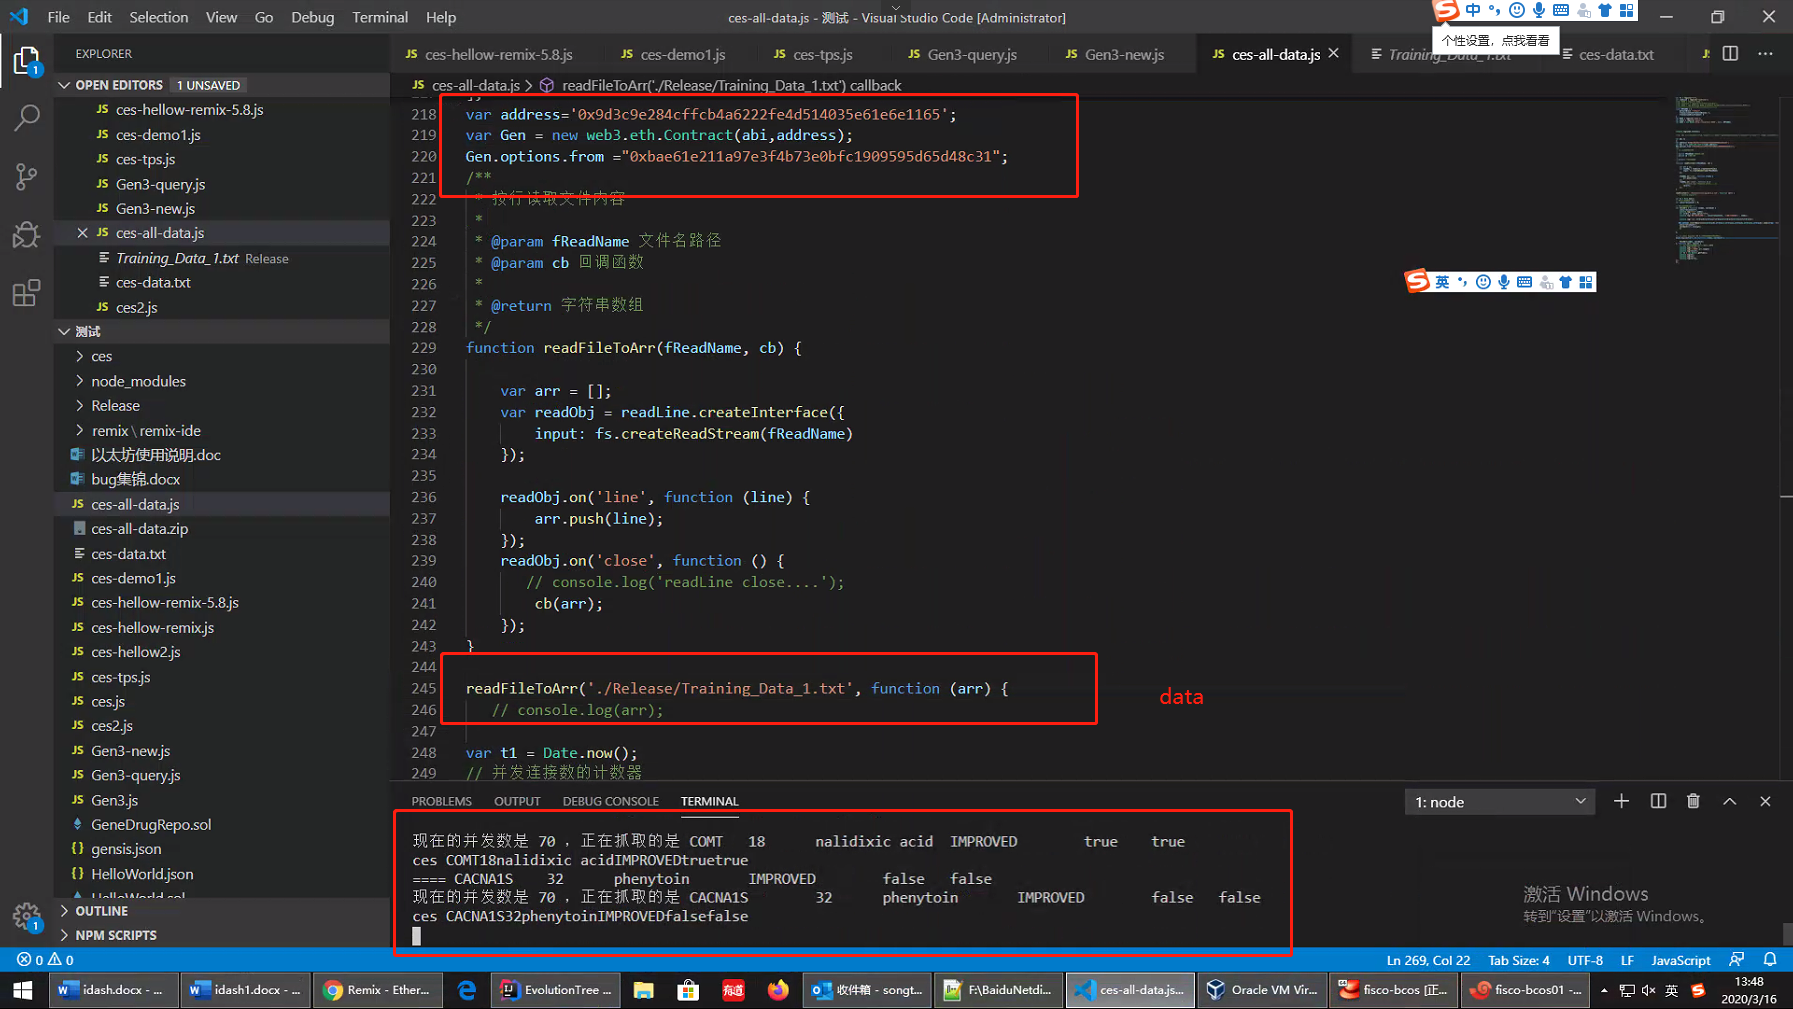 File Edit Selection View Go Debug Terminal Help
ces-all-data.js - 测试 - Visual Studio Code [Administrator]
中
个性设置，点我看看
EXPLORER
ces-hellow-remix-5.8.js ces-demo1.js ces-tps.js Gen3-query.js Gen3-new.js ces-all-data.js Training_Data_1.txt ces-data.txt
OPEN EDITORS 1 UNSAVED
ces-all-data.js > readFileToArr('./Release/Training_Data_1.txt') callback
ces-hellow-remix-5.8.js
ces-demo1.js
ces-tps.js
Gen3-query.js
Gen3-new.js
ces-all-data.js
Training_Data_1.txt Release
ces-data.txt
ces2.js
测试
ces
node_modules
Release
remix \ remix-ide
以太坊使用说明.doc
bug集锦.docx
ces-all-data.js
ces-all-data.zip
ces-data.txt
ces-demo1.js
ces-hellow-remix-5.8.js
ces-hellow-remix.js
ces-hellow2.js
ces-tps.js
ces.js
ces2.js
Gen3-new.js
Gen3-query.js
Gen3.js
GeneDrugRepo.sol
gensis.json
HelloWorld.json
HelloWorld.sol
OUTLINE
NPM SCRIPTS
218 var address='0x9d3c9e284cffcb4a6222fe4d514035e61e6e1165';
219 var Gen = new web3.eth.Contract(abi,address);
220 Gen.options.from ="0xbae61e211a97e3f4b73e0bfc1909595d65d48c31";
221 /**
222 * 按行读取文件内容
223 *
224 * @param fReadName 文件名路径
225 * @param cb 回调函数
226 *
227 * @return 字符串数组
228 */
229 function readFileToArr(fReadName, cb) {
230
231 var arr = [];
232 var readObj = readLine.createInterface({
233 input: fs.createReadStream(fReadName)
234 });
235
236 readObj.on('line', function (line) {
237 arr.push(line);
238 });
239 readObj.on('close', function () {
240 // console.log('readLine close....');
241 cb(arr);
242 });
243 }
244
245 readFileToArr('./Release/Training_Data_1.txt', function (arr) {
246 // console.log(arr);
247
248 var t1 = Date.now();
249 // 并发连接数的计数器
英
data
PROBLEMS OUTPUT DEBUG CONSOLE TERMINAL
1: node
现在的并发数是 70 ，正在抓取的是 COMT 18 nalidixic acid IMPROVED true true
ces COMT18nalidixic acidIMPROVEDtruetrue
==== CACNA1S 32 phenytoin IMPROVED false false
现在的并发数是 70 ，正在抓取的是 CACNA1S 32 phenytoin IMPROVED false false
ces CACNA1S32phenytoinIMPROVEDfalsefalse
激活 Windows
转到"设置"以激活 Windows。
0 0
Ln 269, Col 22 Tab Size: 4 UTF-8 LF JavaScript
idash.docx - ... idash1.docx - ... Remix - Ether... EvolutionTree ... 有道 收件箱 - songt... F:\BaiduNetdi... ces-all-data.js... Oracle VM Vir... fisco-bcos [正... fisco-bcos01 -... 英
13:48
2020/3/16